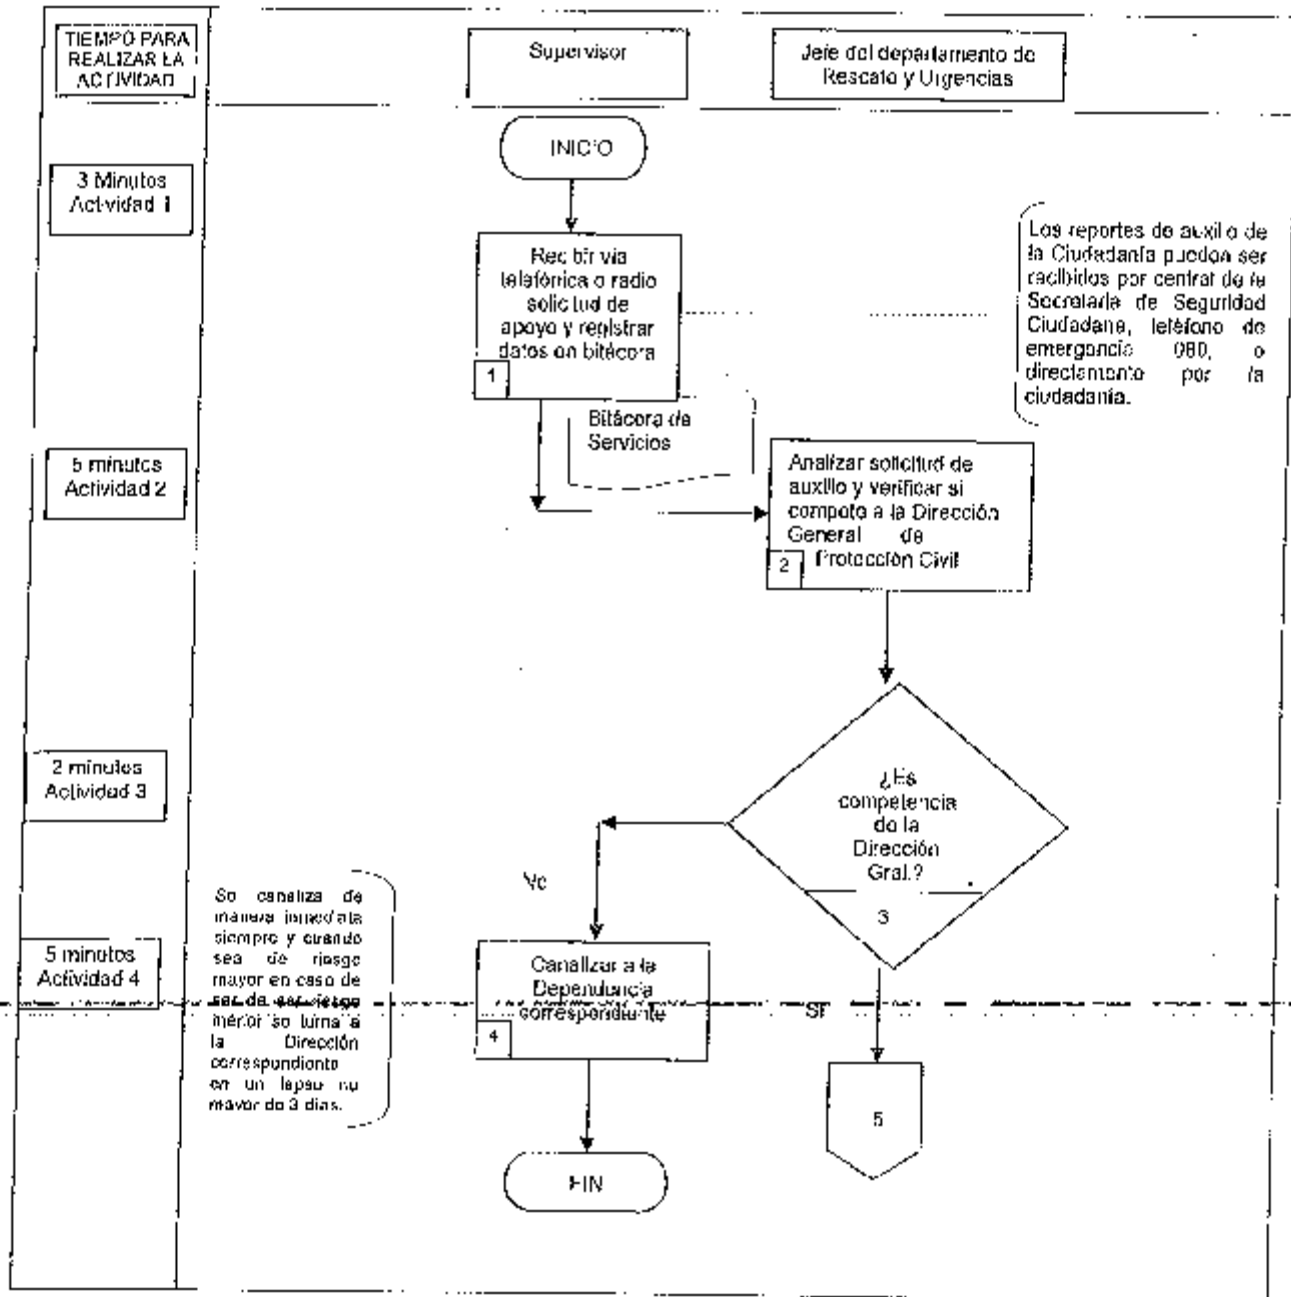 TIEMPO PARA
REALIZAR LA
ACTIVIDAD
Supervisor
Jefe del departamento de
Rescate y Urgencias
INICIO
3 Minutos
Actividad 1
Recibir vía
telefónica o radio
solicitud de
apoyo y registrar
datos en bitácora
1
Los reportes de auxilio de
la Ciudadanía pueden ser
recibidos por central de la
Secretaría de Seguridad
Ciudadana, teléfono de
emergencia 080, o
directamente por la
ciudadanía.
Bitácora de
Servicios
5 minutos
Actividad 2
Analizar solicitud de
auxilio y verificar si
compete a la Dirección
General de
Protección Civil
2
2 minutos
Actividad 3
¿Es
competencia
de la
Dirección
Gral.?
3
No
Se canaliza de
manera inmediata
siempre y cuando
sea de riesgo
mayor en caso de
ser de ser riesgo
menor se turna a
la Dirección
correspondiente
en un lapso no
mayor de 3 días.
5 minutos
Actividad 4
Canalizar a la
Dependencia
correspondiente
4
SI
5
FIN